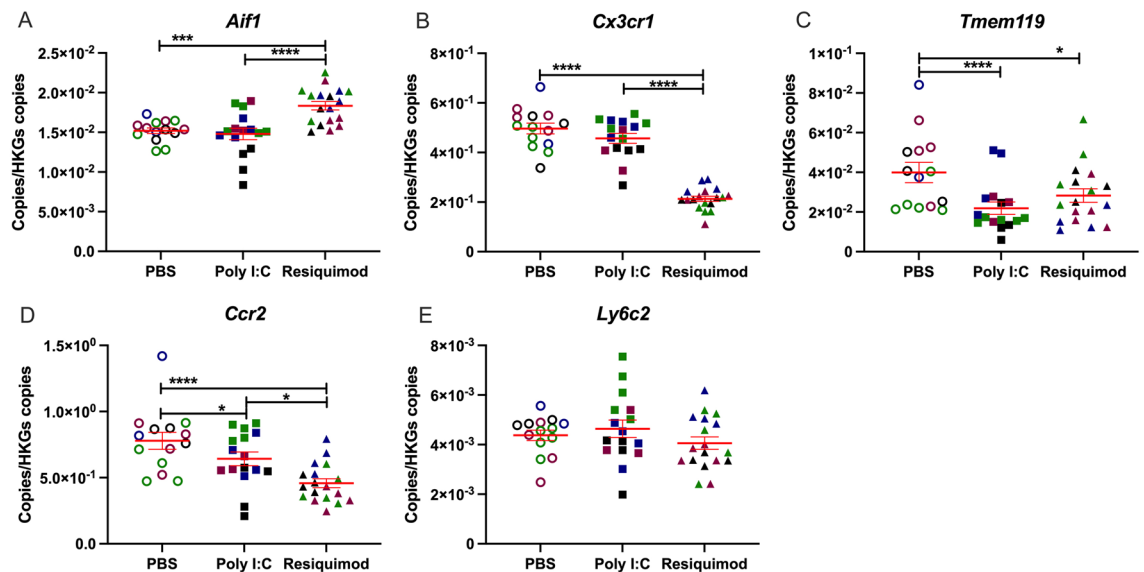 A
Aif1
Copies/HKGs copies
2.5×10⁻²
2.0×10⁻²
1.5×10⁻²
1.0×10⁻²
5.0×10⁻³
0.0
***
****
PBS
Poly I:C
Resiquimod
B
Cx3cr1
Copies/HKGs copies
8×10⁻¹
6×10⁻¹
4×10⁻¹
2×10⁻¹
0
****
****
PBS
Poly I:C
Resiquimod
C
Tmem119
Copies/HKGs copies
1×10⁻¹
8×10⁻²
6×10⁻²
4×10⁻²
2×10⁻²
0
*
****
PBS
Poly I:C
Resiquimod
D
Ccr2
Copies/HKGs copies
1.5×10⁰
1.0×10⁰
5.0×10⁻¹
0.0
****
*
*
PBS
Poly I:C
Resiquimod
E
Ly6c2
Copies/HKGs copies
8×10⁻³
6×10⁻³
4×10⁻³
2×10⁻³
0
PBS
Poly I:C
Resiquimod